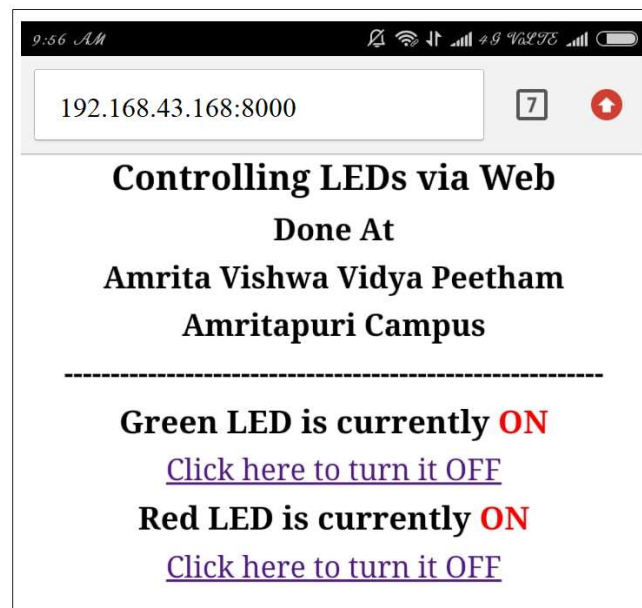 9:56 AM 4G VoLTE
192.168.43.168:8000 7
Controlling LEDs via Web
Done At
Amrita Vishwa Vidya Peetham
Amritapuri Campus
----------------------------------------------------------
Green LED is currently ON
Click here to turn it OFF
Red LED is currently ON
Click here to turn it OFF